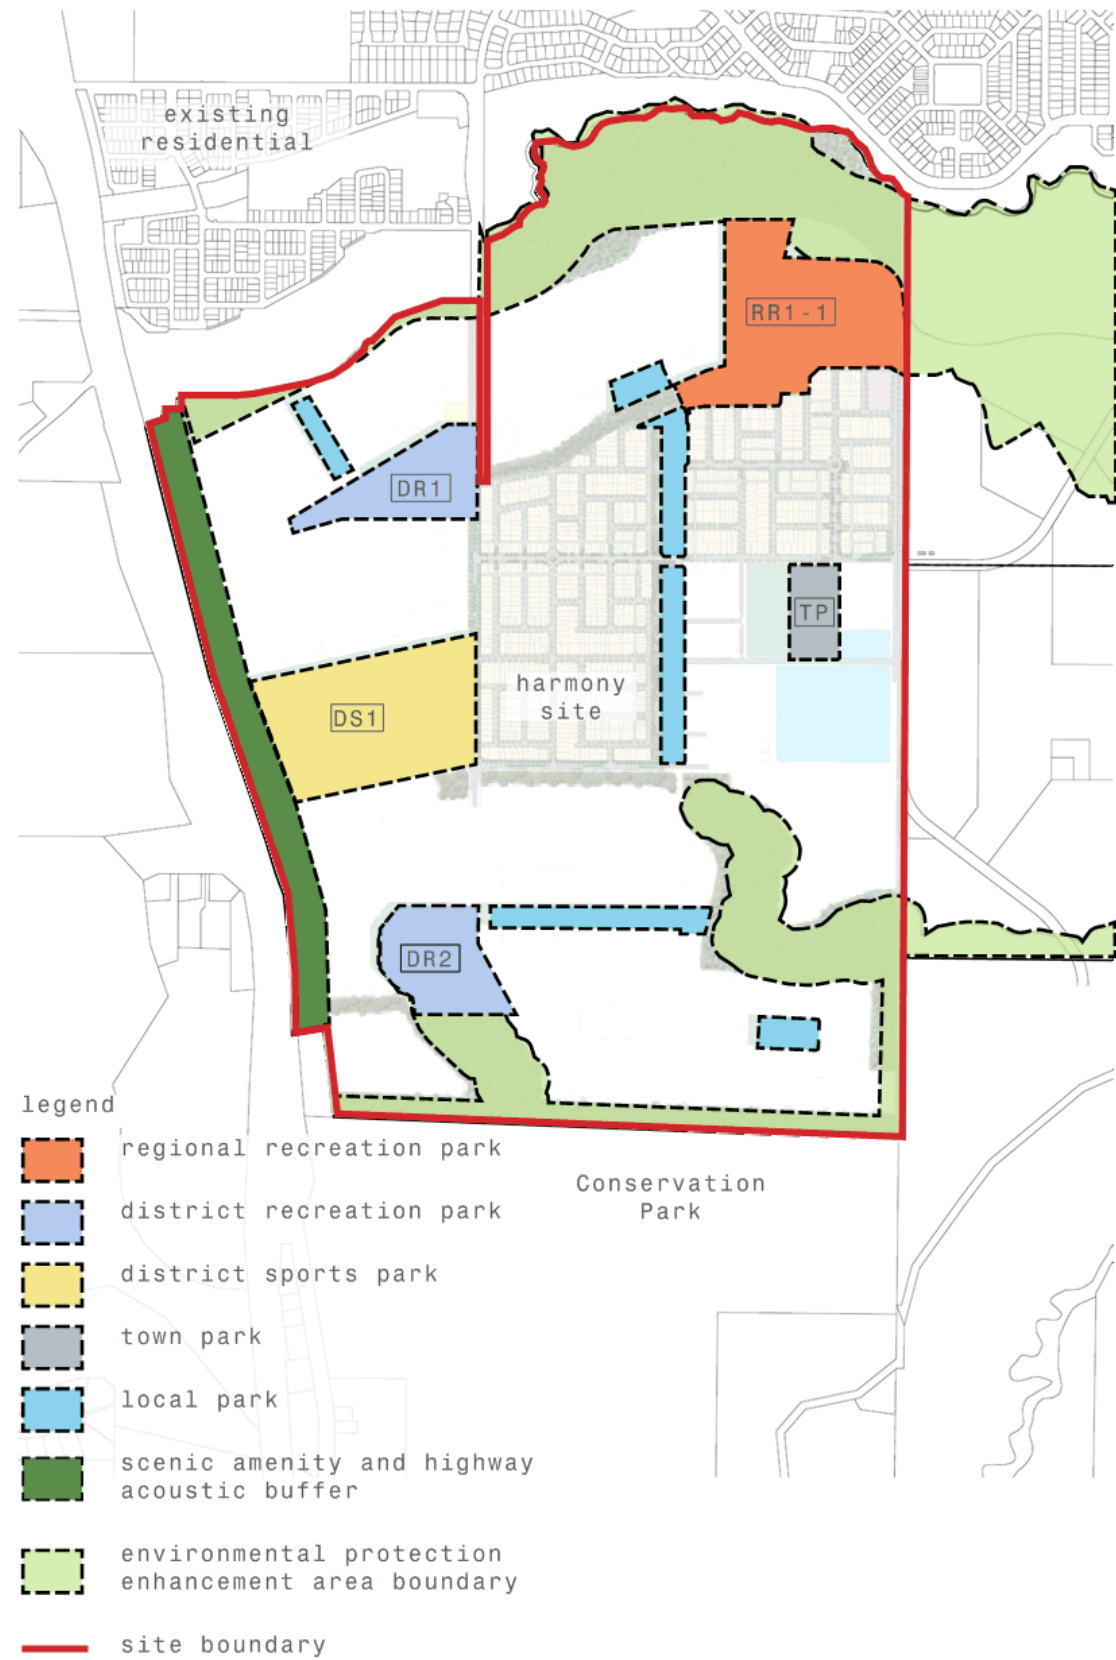 existing
residential
RR1-1
DR1
TP
harmony
site
DS1
DR2
Conservation
Park
legend
regional recreation park
district recreation park
district sports park
town park
local park
scenic amenity and highway
acoustic buffer
environmental protection
enhancement area boundary
site boundary